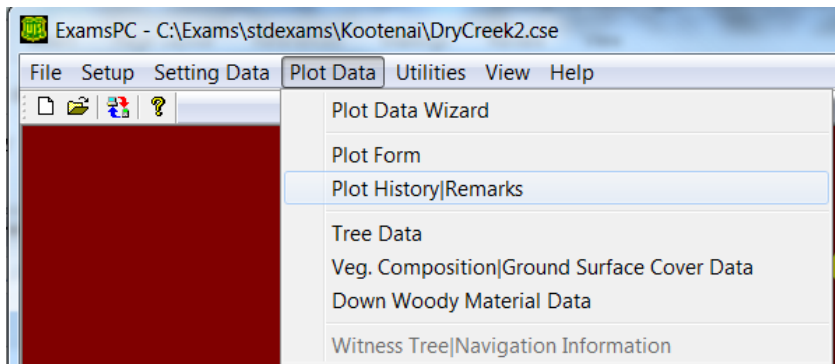 ExamsPC - C:\Exams\stdexams\Kootenai\DryCreek2.cse
File Setup Setting Data Plot Data Utilities View Help
Plot Data Wizard
Plot Form
Plot History|Remarks
Tree Data
Veg. Composition|Ground Surface Cover Data
Down Woody Material Data
Witness Tree|Navigation Information